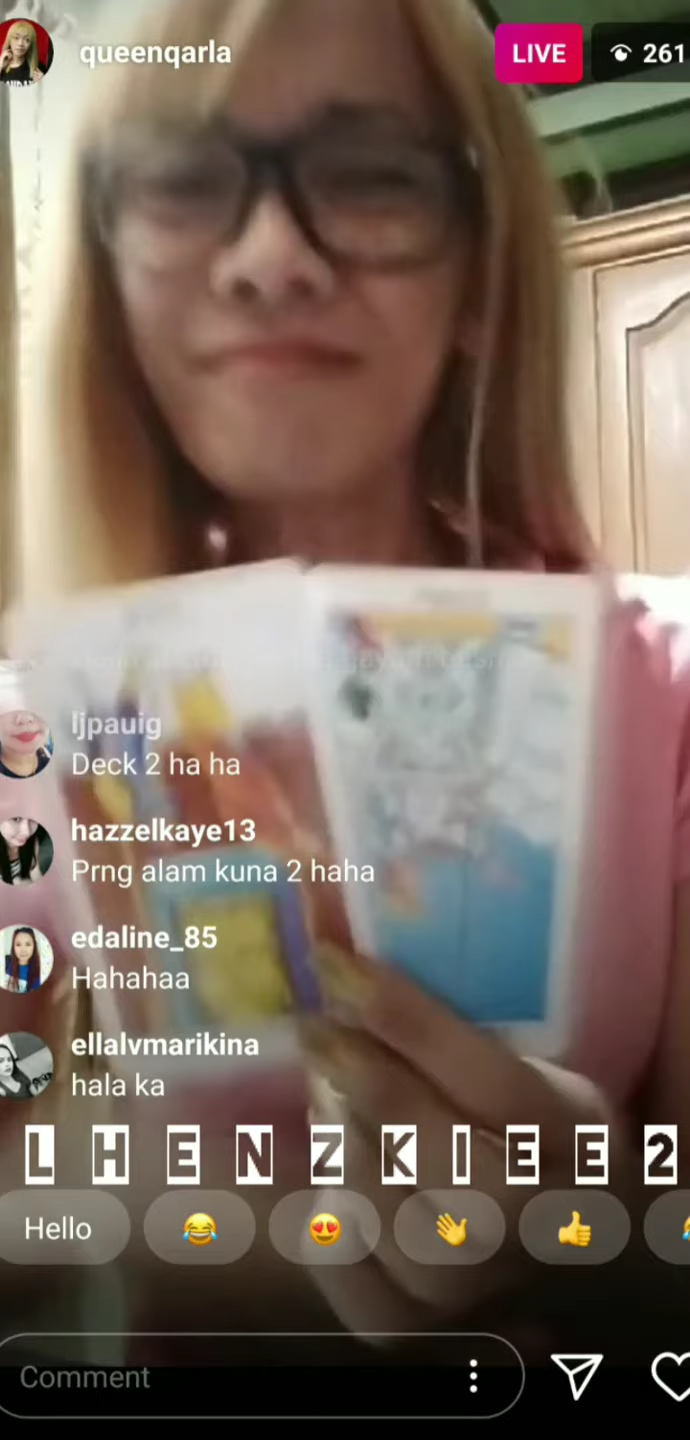 queenqarla
LIVE
261
ljpauig
Deck 2 ha ha
hazzelkaye13
Prng alam kuna 2 haha
edaline_85
Hahahaa
ellalvmarikina
hala ka
L H E N Z K I E E 2
Hello
Comment